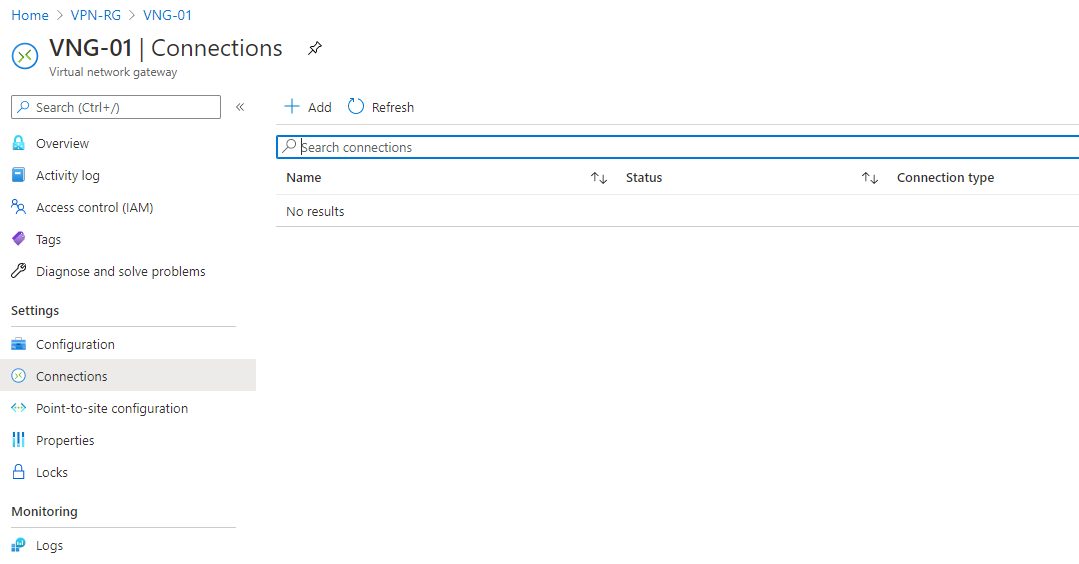 Home > VPN-RG > VNG-01
VNG-01 | Connections
Virtual network gateway
Search (Ctrl+/)
«
Overview
Activity log
Access control (IAM)
Tags
Diagnose and solve problems
Settings
Configuration
Connections
Point-to-site configuration
Properties
Locks
Monitoring
Logs
+ Add Refresh
Search connections
Name ↑↓ Status ↑↓ Connection type
No results